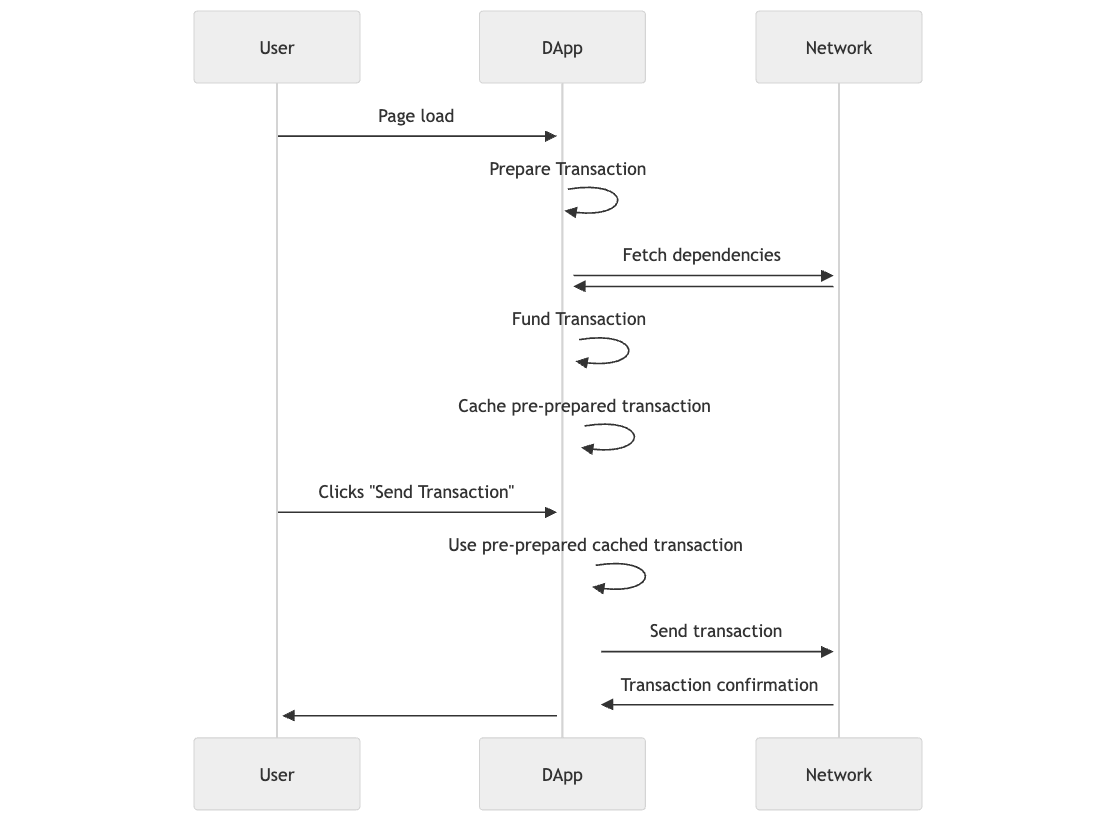 User
DApp
Network
Page load
Prepare Transaction
Fetch dependencies
Fund Transaction
Cache pre-prepared transaction
Clicks "Send Transaction"
Use pre-prepared cached transaction
Send transaction
Transaction confirmation
User
DApp
Network